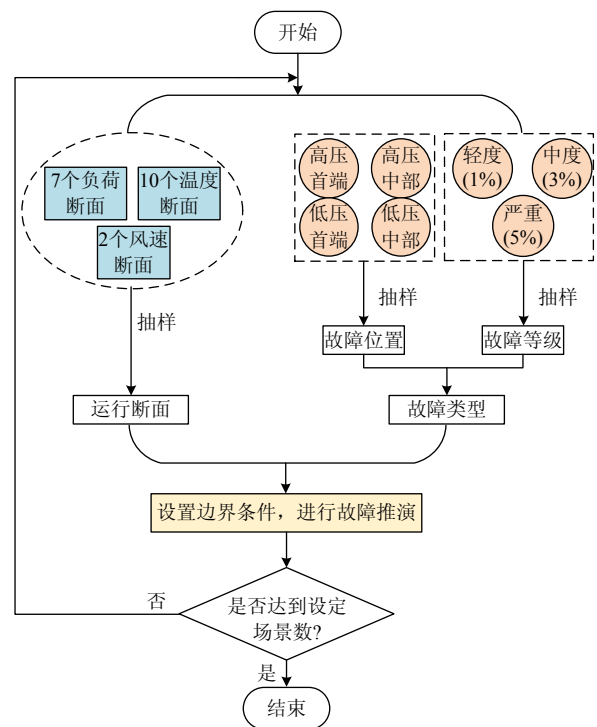 开始
7个负荷
断面
10个温度
断面
2个风速
断面
高压
首端
高压
中部
低压
首端
低压
中部
轻度
(1%)
中度
(3%)
严重
(5%)
抽样
抽样
抽样
故障位置
故障等级
运行断面
故障类型
设置边界条件，进行故障推演
否
是否达到设定
场景数?
是
结束